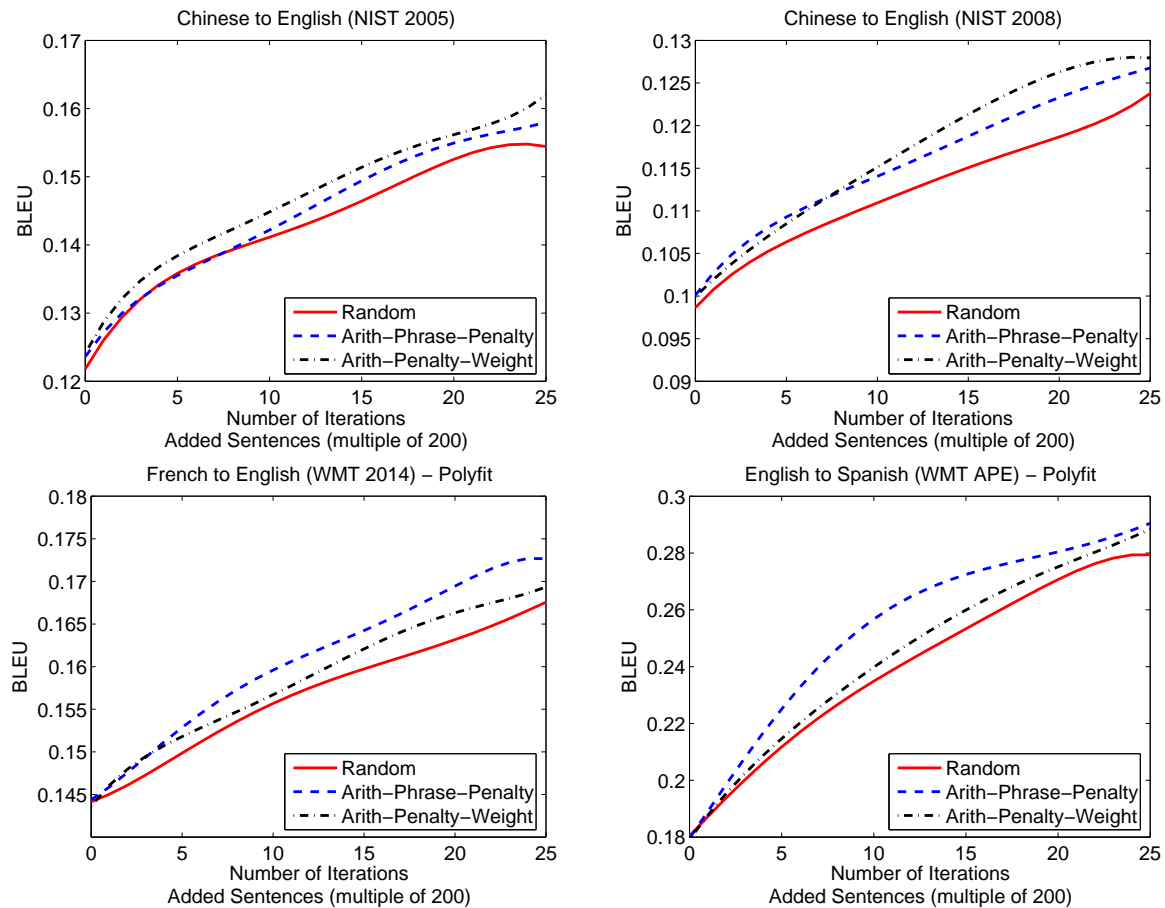 Chinese to English (NIST 2005)
0.17
0.16
0.15
0.14
0.13
0.12
BLEU
0 5 10 15 20 25
Number of Iterations
Added Sentences (multiple of 200)
Random
Arith−Phrase−Penalty
Arith−Penalty−Weight
Chinese to English (NIST 2008)
0.13
0.125
0.12
0.115
0.11
0.105
0.1
0.095
0.09
BLEU
0 5 10 15 20 25
Number of Iterations
Added Sentences (multiple of 200)
Random
Arith−Phrase−Penalty
Arith−Penalty−Weight
French to English (WMT 2014) − Polyfit
0.18
0.175
0.17
0.165
0.16
0.155
0.15
0.145
BLEU
0 5 10 15 20 25
Number of Iterations
Added Sentences (multiple of 200)
Random
Arith−Phrase−Penalty
Arith−Penalty−Weight
English to Spanish (WMT APE) − Polyfit
0.3
0.28
0.26
0.24
0.22
0.2
0.18
BLEU
0 5 10 15 20 25
Number of Iterations
Added Sentences (multiple of 200)
Random
Arith−Phrase−Penalty
Arith−Penalty−Weight